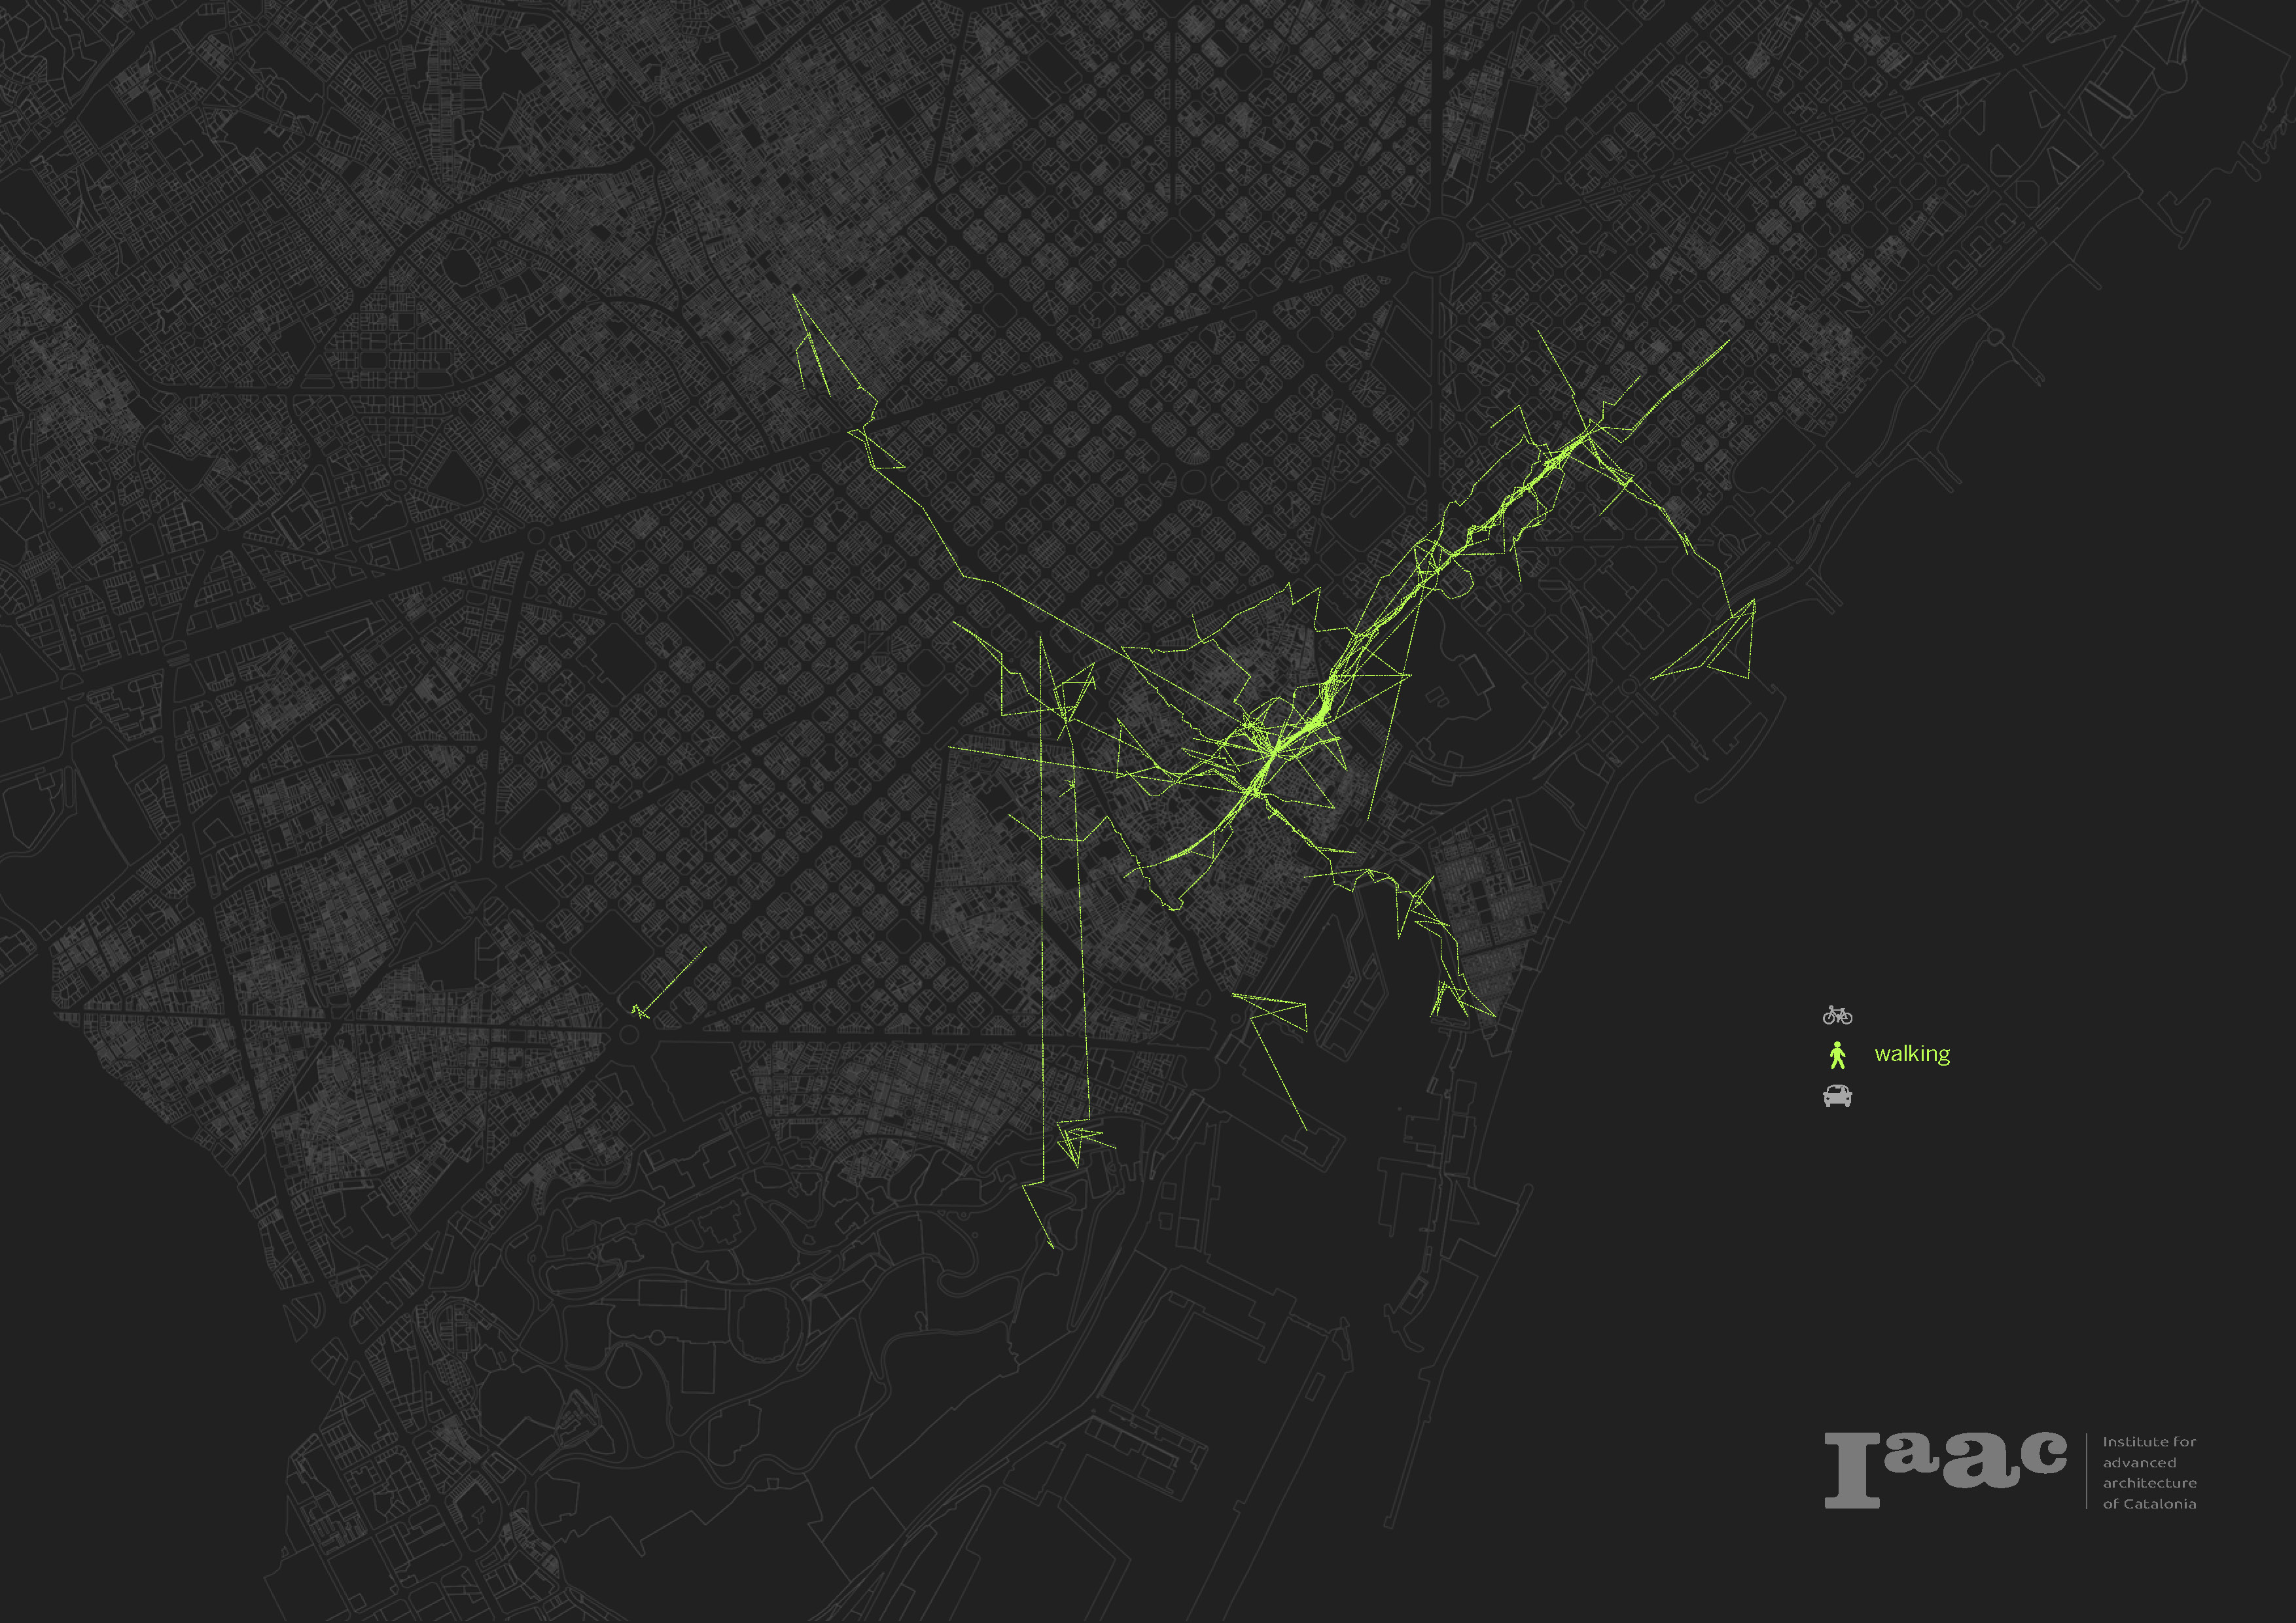 walking
Iaac
Institute for
advanced
architecture
of Catalonia